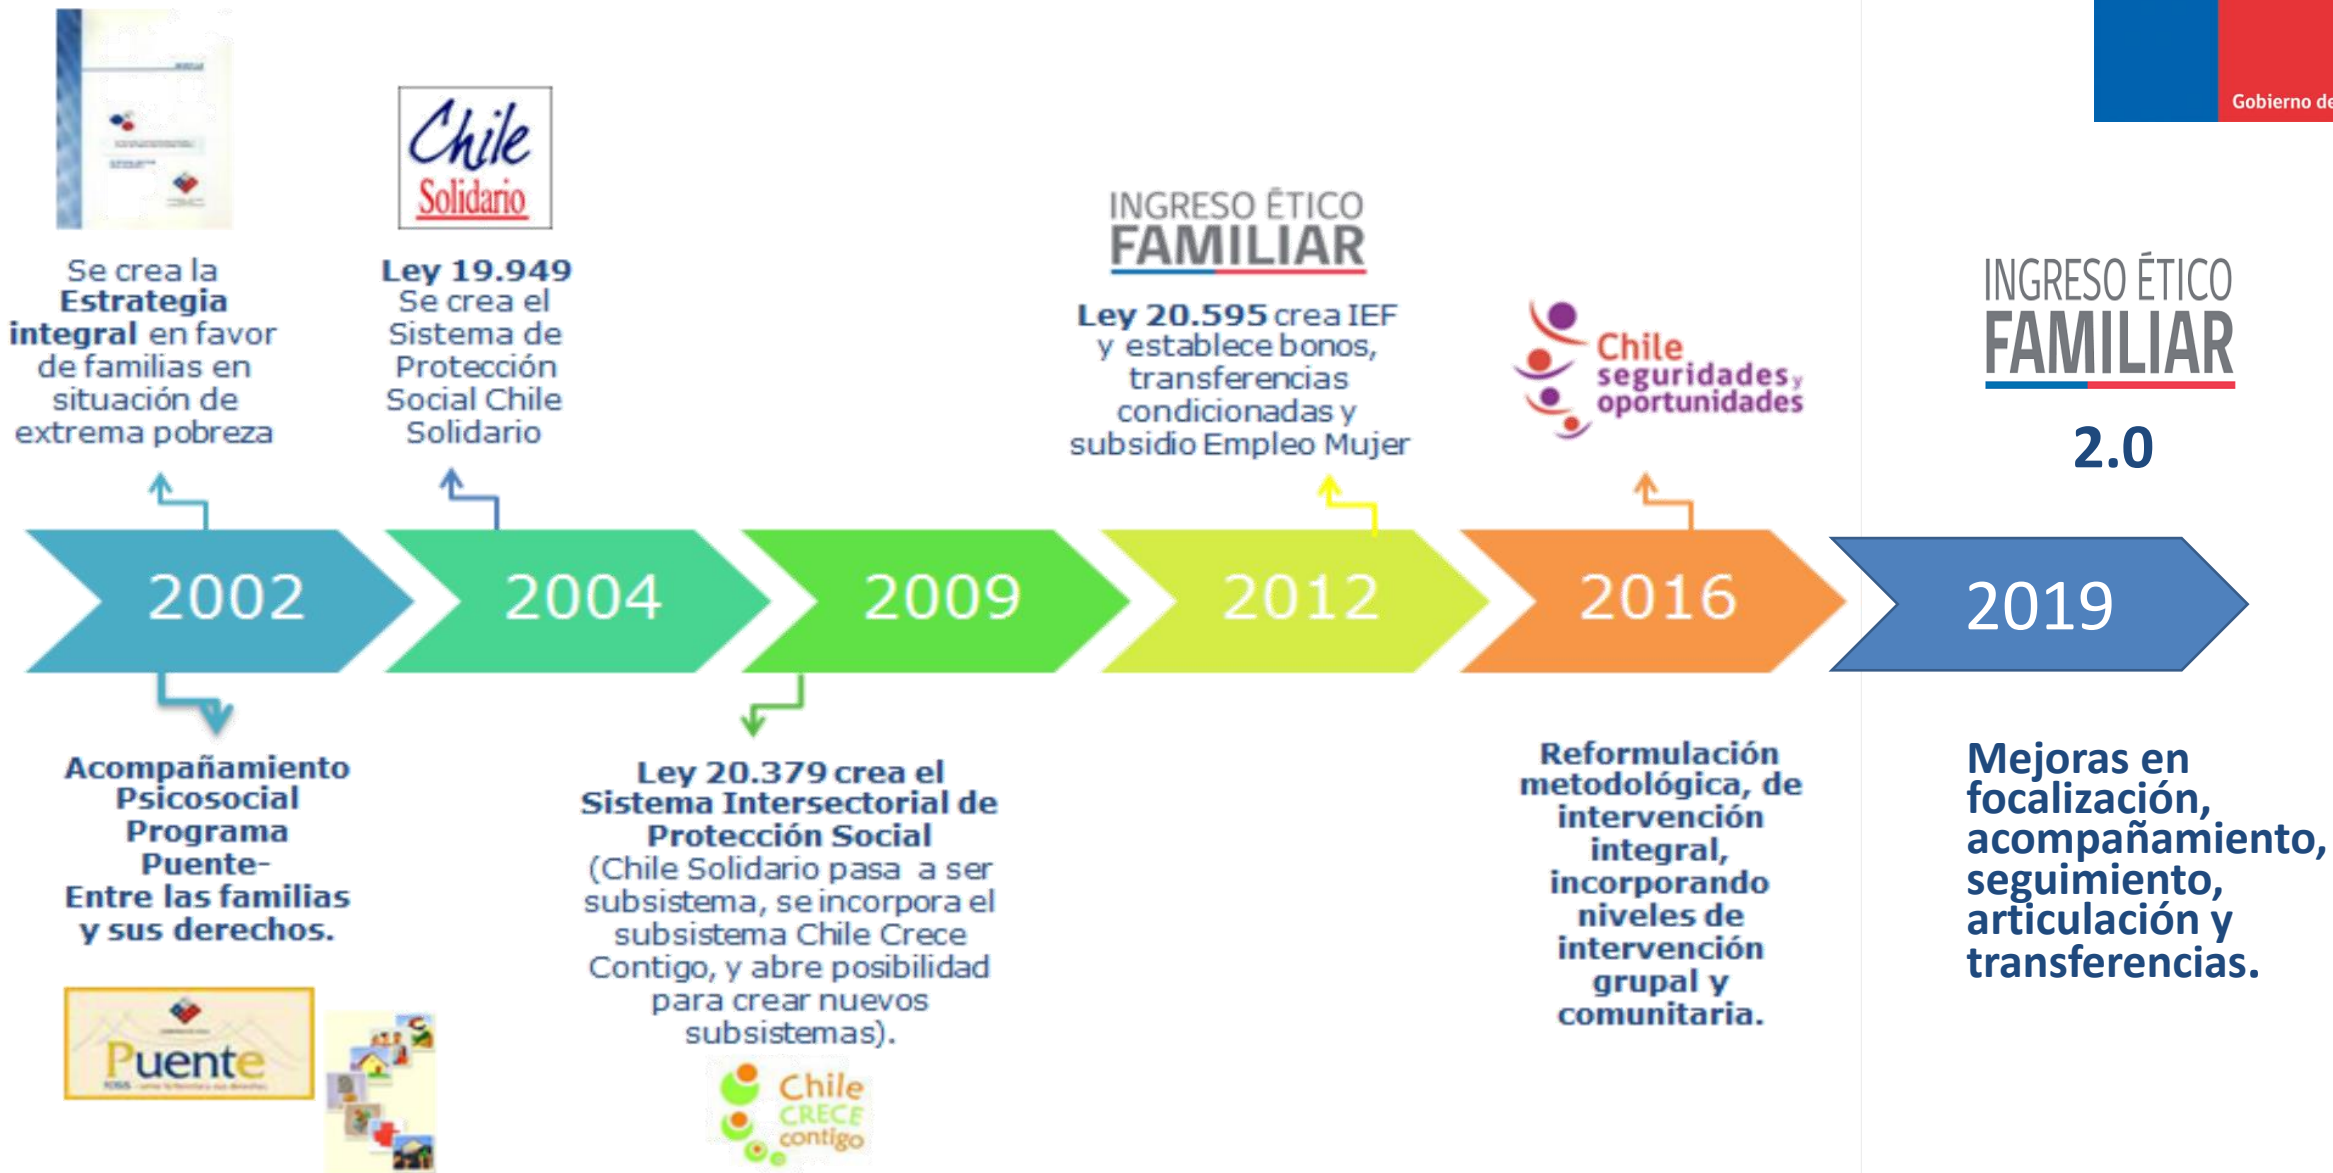 Gobierno de
Chile
Solidario
Se crea la
Estrategia
integral en favor
de familias en
situación de
extrema pobreza
Ley 19.949
Se crea el
Sistema de
Protección
Social Chile
Solidario
INGRESO ÉTICO
FAMILIAR
Ley 20.595 crea IEF
y establece bonos,
transferencias
condicionadas y
subsidio Empleo Mujer
Chile
seguridades y
oportunidades
INGRESO ÉTICO
FAMILIAR
2.0
2002
2004
2009
2012
2016
2019
Acompañamiento
Psicosocial
Programa
Puente-
Entre las familias
y sus derechos.
Puente
Ley 20.379 crea el
Sistema Intersectorial de
Protección Social
(Chile Solidario pasa a ser
subsistema, se incorpora el
subsistema Chile Crece
Contigo, y abre posibilidad
para crear nuevos
subsistemas).
Chile
CRECE
contigo
Reformulación
metodológica, de
intervención
integral,
incorporando
niveles de
intervención
grupal y
comunitaria.
Mejoras en
focalización,
acompañamiento,
seguimiento,
articulación y
transferencias.